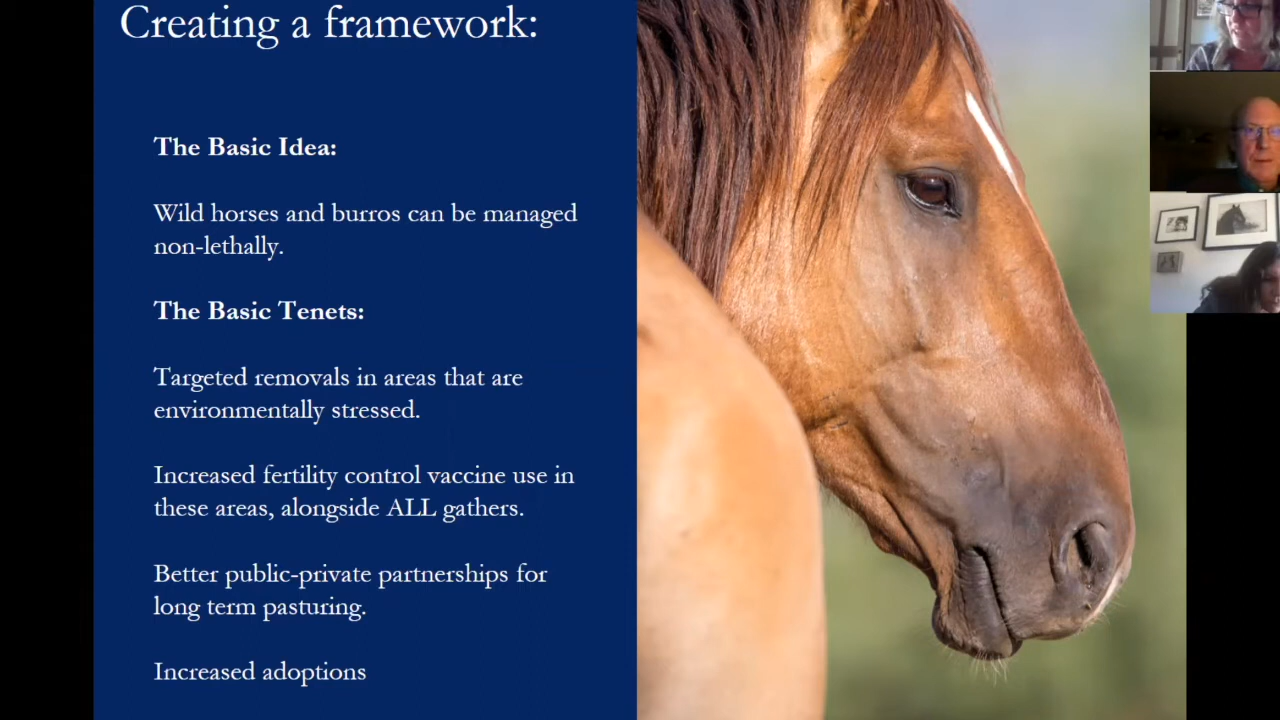 Creating a framework:
The Basic Idea:
Wild horses and burros can be managed
non-lethally.
The Basic Tenets:
Targeted removals in areas that are
environmentally stressed.
Increased fertility control vaccine use in
these areas, alongside ALL gathers.
Better public-private partnerships for
long term pasturing.
Increased adoptions